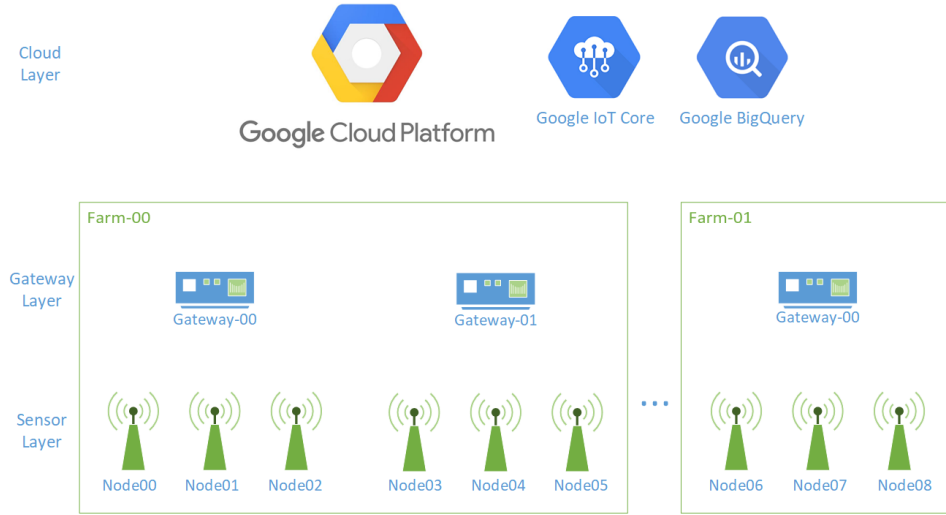 Cloud
Layer
Google Cloud Platform
Google IoT Core
Google BigQuery
Farm-00
Farm-01
Gateway
Layer
Gateway-00
Gateway-01
Gateway-00
Sensor
Layer
...
Node00
Node01
Node02
Node03
Node04
Node05
Node06
Node07
Node08